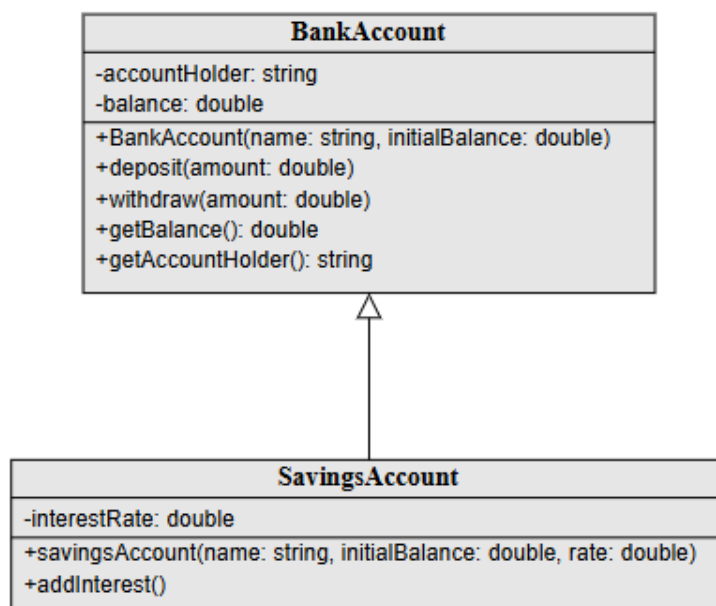 BankAccount
-accountHolder: string
-balance: double
+BankAccount(name: string, initialBalance: double)
+deposit(amount: double)
+withdraw(amount: double)
+getBalance(): double
+getAccountHolder(): string
SavingsAccount
-interestRate: double
+savingsAccount(name: string, initialBalance: double, rate: double)
+addInterest()